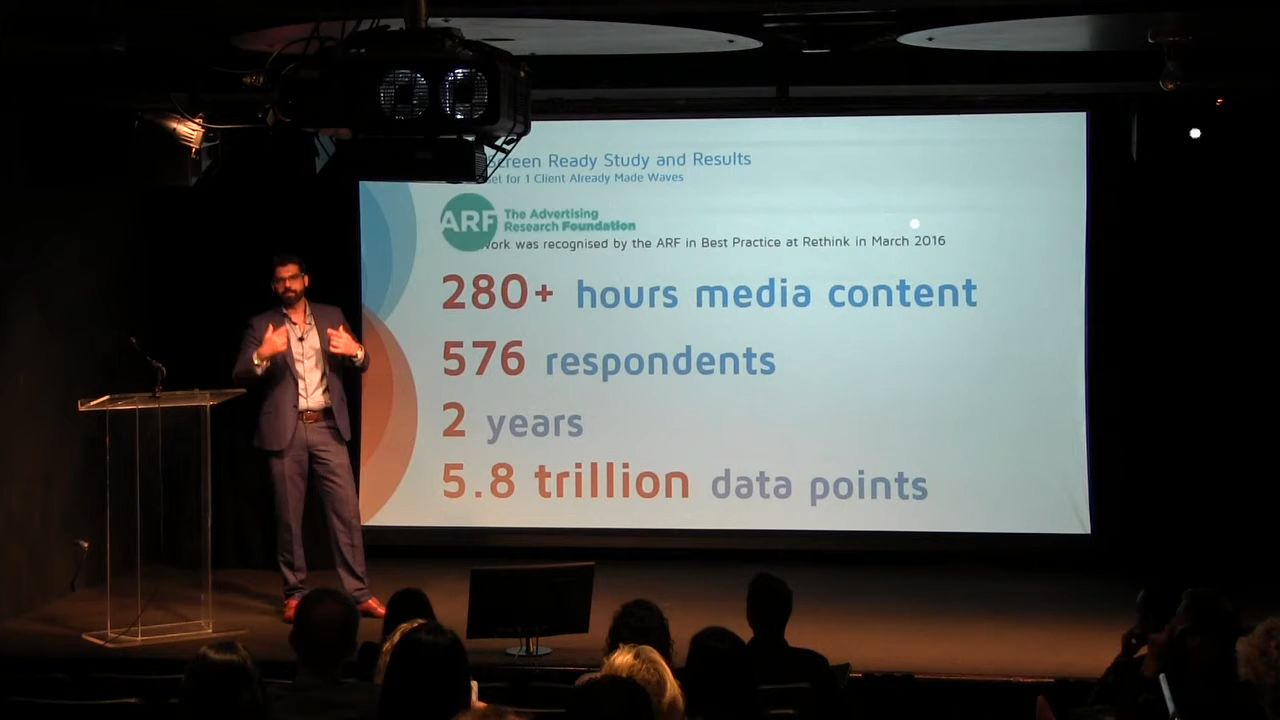 Screen Ready Study and Results
set for 1 Client Already Made Waves
ARF The Advertising
Research Foundation
work was recognised by the ARF in Best Practice at Rethink in March 2016
280+ hours media content
576 respondents
2 years
5.8 trillion data points